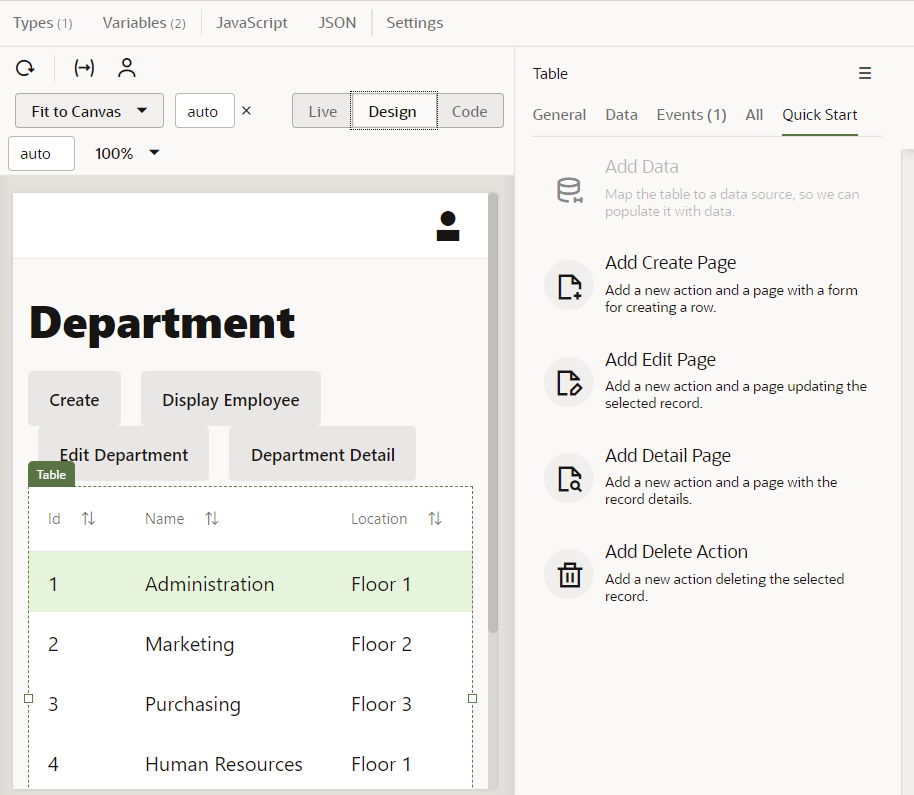 Types (1) Variables (2) JavaScript JSON Settings
Fit to Canvas auto × Live Design Code
auto 100%
Department
Create Display Employee
Edit Department Department Detail
Table
Id Name Location
1 Administration Floor 1
2 Marketing Floor 2
3 Purchasing Floor 3
4 Human Resources Floor 1
Table
General Data Events (1) All Quick Start
Add Data
Map the table to a data source, so we can
populate it with data.
Add Create Page
Add a new action and a page with a form
for creating a row.
Add Edit Page
Add a new action and a page updating the
selected record.
Add Detail Page
Add a new action and a page with the
record details.
Add Delete Action
Add a new action deleting the selected
record.